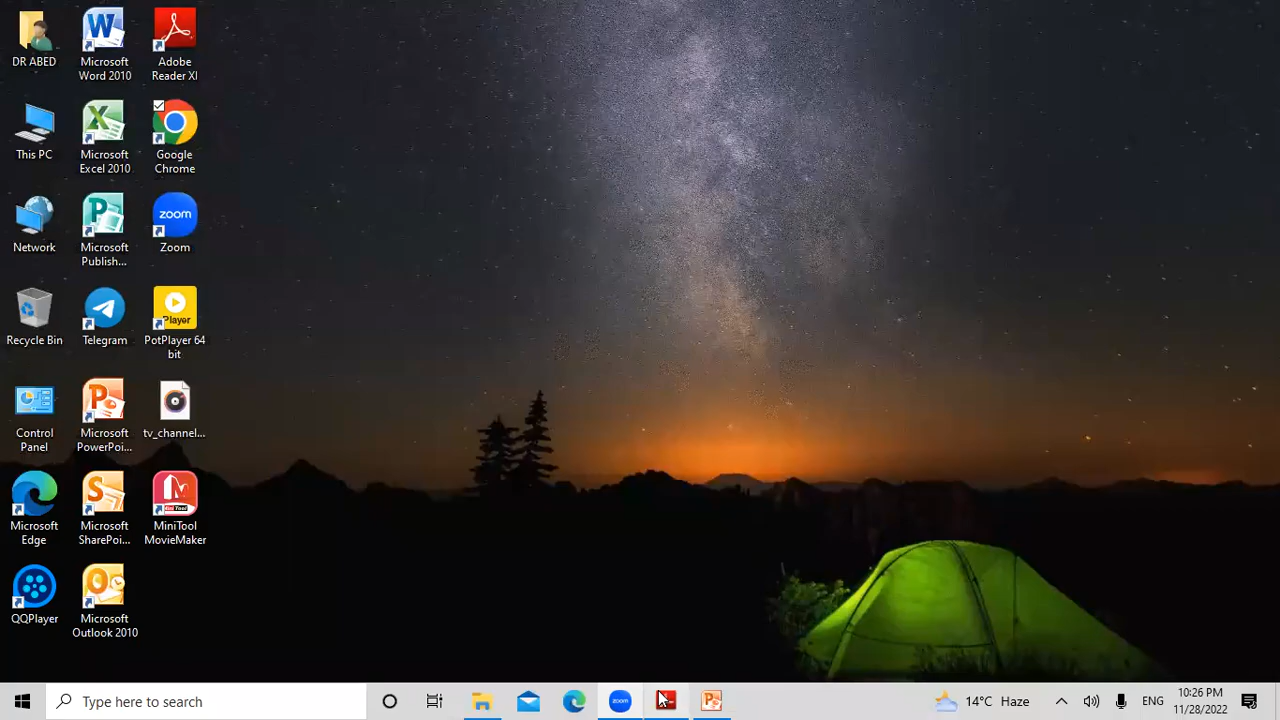 DR ABED
Microsoft
Word 2010
Adobe
Reader XI
This PC
Microsoft
Excel 2010
Google
Chrome
Network
Microsoft
Publish...
zoom
Zoom
Recycle Bin
Telegram
Player
PotPlayer 64
bit
Control
Panel
Microsoft
PowerPoi...
tv_channel...
Microsoft
Edge
Microsoft
SharePoi...
MiniTool
MovieMaker
QQPlayer
Microsoft
Outlook 2010
Type here to search
zoom
14°C Haze
ENG
10:26 PM
11/28/2022